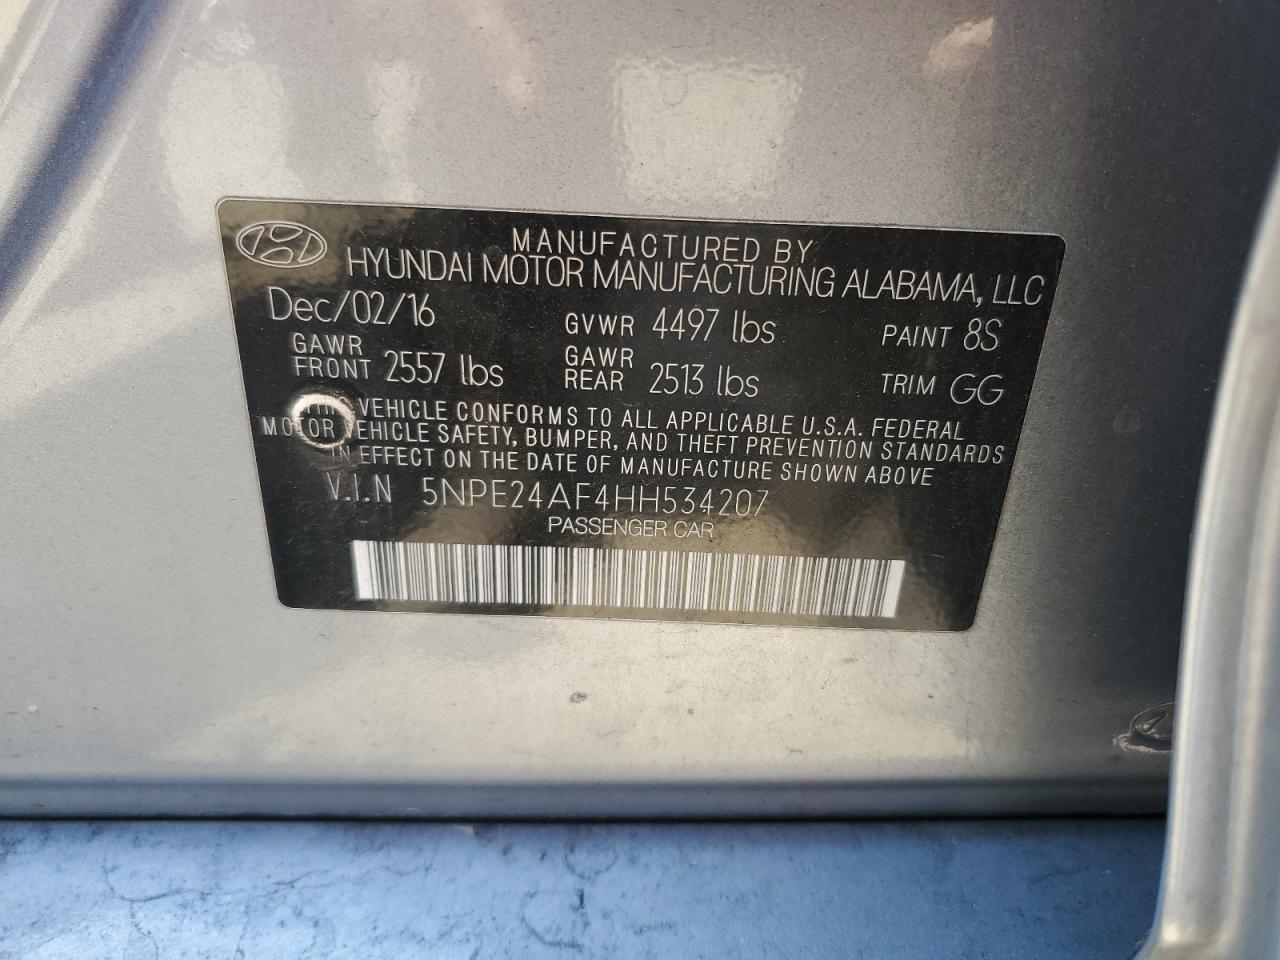 MANUFACTURED BY
HYUNDAI MOTOR MANUFACTURING ALABAMA, LLC
Dec/02/16 GVWR 4497 lbs PAINT 8S
GAWR FRONT 2557 lbs GAWR REAR 2513 lbs TRIM GG
THIS VEHICLE CONFORMS TO ALL APPLICABLE U.S.A. FEDERAL
MOTOR VEHICLE SAFETY, BUMPER, AND THEFT PREVENTION STANDARDS
IN EFFECT ON THE DATE OF MANUFACTURE SHOWN ABOVE
V.I.N 5NPE24AF4HH534207
PASSENGER CAR